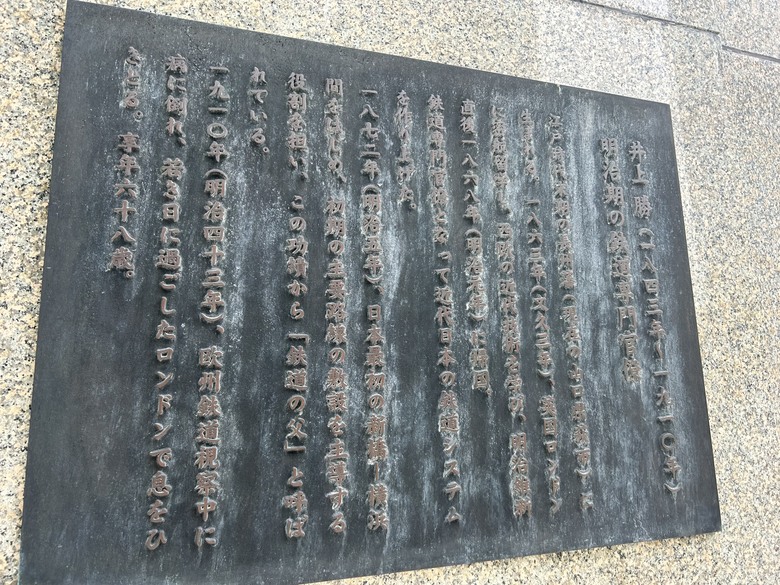 井上 勝(一八四三年ー一九一〇年)
明治期の鉄道専門官僚
江戸時代後期の長州藩(現在の山口県萩市)に
生まれる。一八六三年(文久三年)、英国ロンドン
に密航留学し、西欧の近代技術を学び、明治維新
直後一八六八年(明治元年)に帰国。
鉄道専門官僚となって近代日本の鉄道システム
を作り上げた。
一八七二年(明治五年)、日本最初の新橋ー横浜
間をはじめ、初期の主要路線の敷設を主導する
役割を担い、この功績から「鉄道の父」と呼ば
れている。
一九一〇年(明治四十三年)、欧州鉄道視察中に
病に倒れ、若き日に過ごしたロンドンで息をひ
きとる。享年六十八歳。